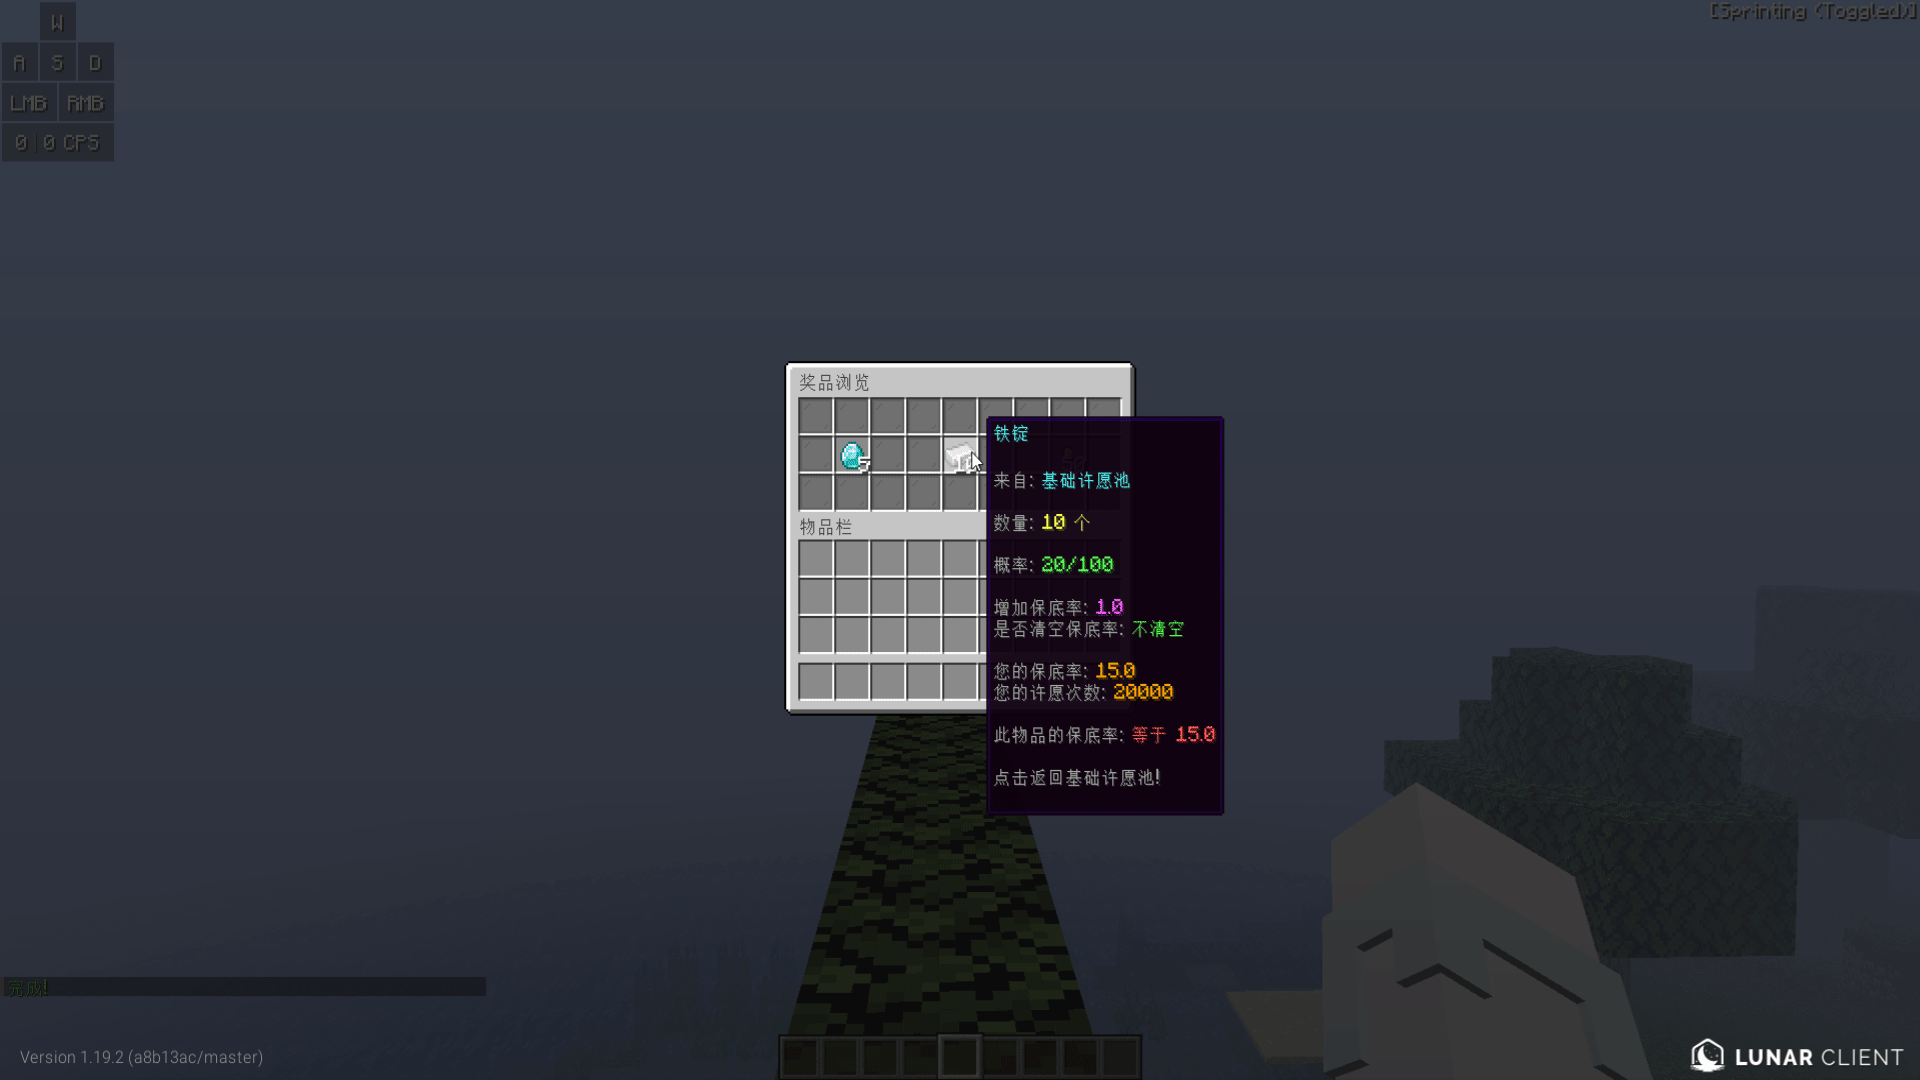 W
[Sprinting (Toggled)]
A S D
LMB RMB
0 | 0 CPS
奖品浏览
5
物品栏
铁锭
来自: 基础许愿池
数量: 10 个
概率: 20/100
增加保底率: 1.0
是否清空保底率: 不清空
您的保底率: 15.0
您的许愿次数: 20000
此物品的保底率: 等于 15.0
点击返回基础许愿池!
完成!
Version 1.19.2 (a8b13ac/master)
LUNAR CLIENT